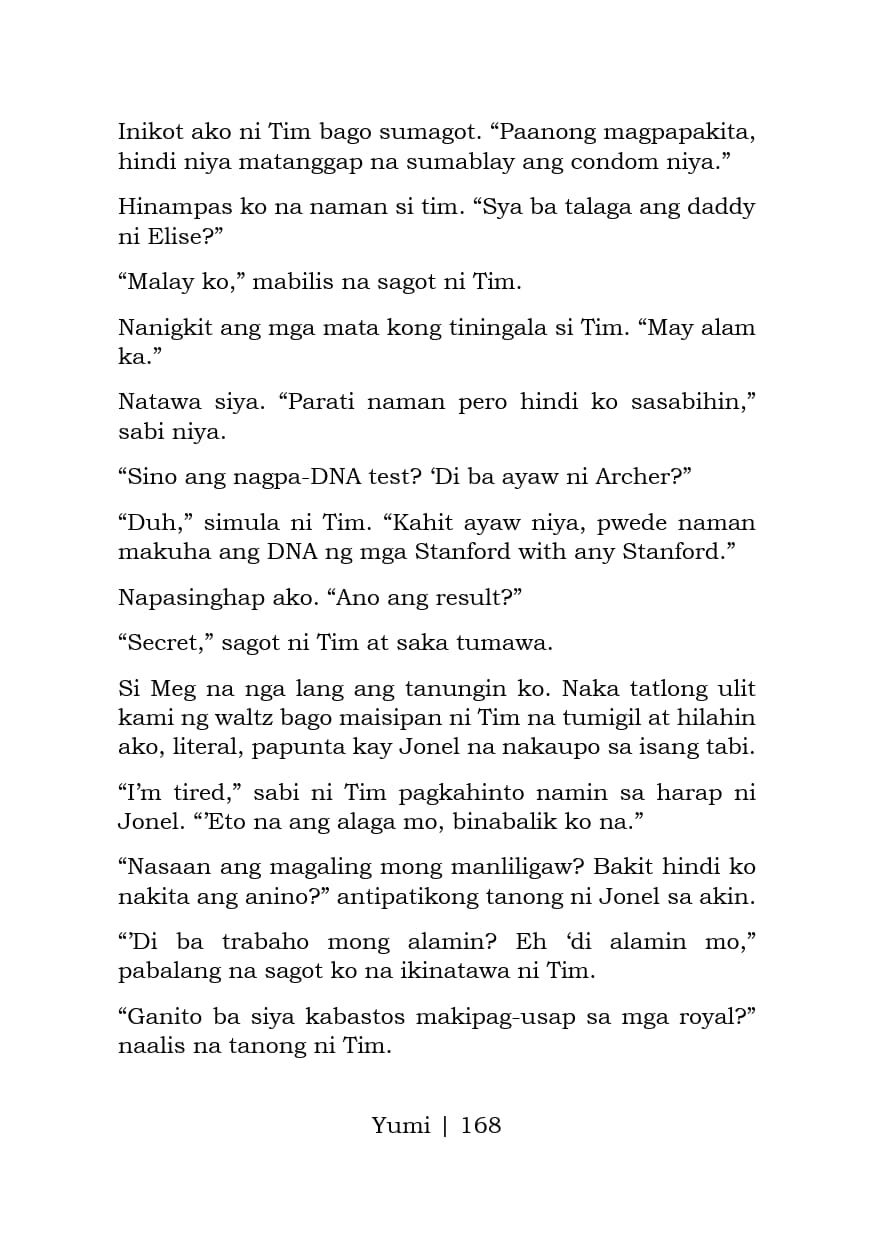 Inikot ako ni Tim bago sumagot. “Paanong magpapakita,
hindi niya matanggap na sumablay ang condom niya.”
Hinampas ko na naman si tim. “Sya ba talaga ang daddy
ni Elise?”
“Malay ko,” mabilis na sagot ni Tim.
Nanigkit ang mga mata kong tiningala si Tim. “May alam
ka.”
Natawa siya. “Parati naman pero hindi ko sasabihin,”
sabi niya.
“Sino ang nagpa-DNA test? ‘Di ba ayaw ni Archer?”
“Duh,” simula ni Tim. “Kahit ayaw niya, pwede naman
makuha ang DNA ng mga Stanford with any Stanford.”
Napasinghap ako. “Ano ang result?”
“Secret,” sagot ni Tim at saka tumawa.
Si Meg na nga lang ang tanungin ko. Naka tatlong ulit
kami ng waltz bago maisipan ni Tim na tumigil at hilahin
ako, literal, papunta kay Jonel na nakaupo sa isang tabi.
“I’m tired,” sabi ni Tim pagkahinto namin sa harap ni
Jonel. “’Eto na ang alaga mo, binabalik ko na.”
“Nasaan ang magaling mong manliligaw? Bakit hindi ko
nakita ang anino?” antipatikong tanong ni Jonel sa akin.
“’Di ba trabaho mong alamin? Eh ‘di alamin mo,”
pabalang na sagot ko na ikinatawa ni Tim.
“Ganito ba siya kabastos makipag-usap sa mga royal?”
naalis na tanong ni Tim.
Yumi | 168